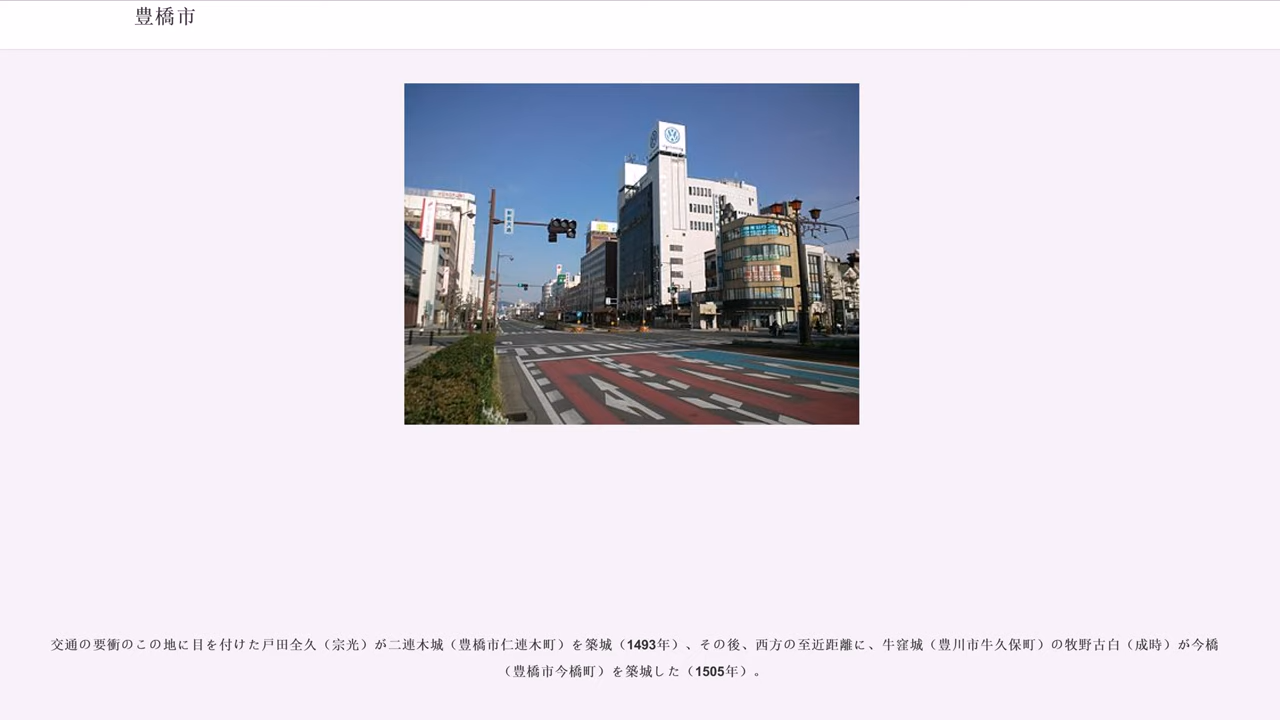 豊橋市
交通の要衝のこの地に目を付けた戸田全久（宗光）が二連木城（豊橋市仁連木町）を築城（1493年）、その後、西方の至近距離に、牛窪城（豊川市牛久保町）の牧野古白（成時）が今橋
（豊橋市今橋町）を築城した（1505年）。